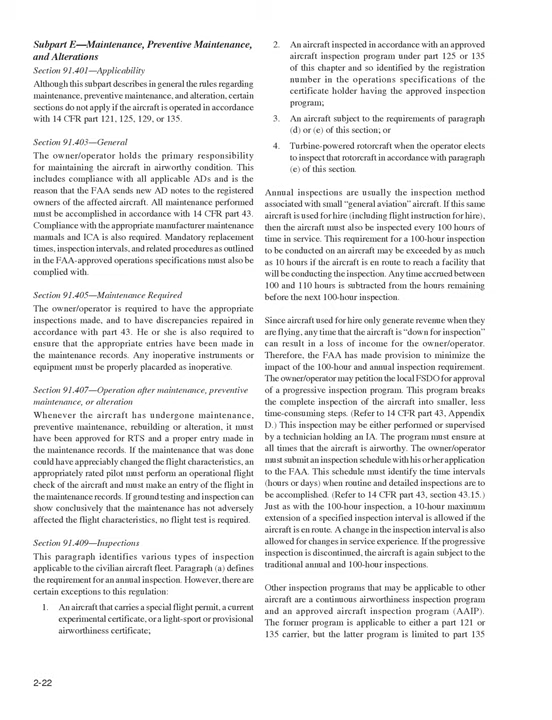 Subpart E—Maintenance, Preventive Maintenance,
and Alterations
Section 91.401—Applicability
Although this subpart describes in general the rules regarding
maintenance, preventive maintenance, and alteration, certain
sections do not apply if the aircraft is operated in accordance
with 14 CFR part 121, 125, 129, or 135.
Section 91.403—General
The owner/operator holds the primary responsibility
for maintaining the aircraft in airworthy condition. This
includes compliance with all applicable ADs and is the
reason that the FAA sends new AD notes to the registered
owners of the affected aircraft. All maintenance performed
must be accomplished in accordance with 14 CFR part 43.
Compliance with the appropriate manufacturer maintenance
manuals and ICA is also required. Mandatory replacement
times, inspection intervals, and related procedures as outlined
in the FAA-approved operations specifications must also be
complied with.
Section 91.405—Maintenance Required
The owner/operator is required to have the appropriate
inspections made, and to have discrepancies repaired in
accordance with part 43. He or she is also required to
ensure that the appropriate entries have been made in
the maintenance records. Any inoperative instruments or
equipment must be properly placarded as inoperative.
Section 91.407—Operation after maintenance, preventive
maintenance, or alteration
Whenever the aircraft has undergone maintenance,
preventive maintenance, rebuilding or alteration, it must
have been approved for RTS and a proper entry made in
the maintenance records. If the maintenance that was done
could have appreciably changed the flight characteristics, an
appropriately rated pilot must perform an operational flight
check of the aircraft and must make an entry of the flight in
the maintenance records. If ground testing and inspection can
show conclusively that the maintenance has not adversely
affected the flight characteristics, no flight test is required.
Section 91.409—Inspections
This paragraph identifies various types of inspection
applicable to the civilian aircraft fleet. Paragraph (a) defines
the requirement for an annual inspection. However, there are
certain exceptions to this regulation:
1. An aircraft that carries a special flight permit, a current
experimental certificate, or a light-sport or provisional
airworthiness certificate;
2. An aircraft inspected in accordance with an approved
aircraft inspection program under part 125 or 135
of this chapter and so identified by the registration
number in the operations specifications of the
certificate holder having the approved inspection
program;
3. An aircraft subject to the requirements of paragraph
(d) or (e) of this section; or
4. Turbine-powered rotorcraft when the operator elects
to inspect that rotorcraft in accordance with paragraph
(e) of this section.
Annual inspections are usually the inspection method
associated with small “general aviation” aircraft. If this same
aircraft is used for hire (including flight instruction for hire),
then the aircraft must also be inspected every 100 hours of
time in service. This requirement for a 100-hour inspection
to be conducted on an aircraft may be exceeded by as much
as 10 hours if the aircraft is en route to reach a facility that
will be conducting the inspection. Any time accrued between
100 and 110 hours is subtracted from the hours remaining
before the next 100-hour inspection.
Since aircraft used for hire only generate revenue when they
are flying, any time that the aircraft is “down for inspection”
can result in a loss of income for the owner/operator.
Therefore, the FAA has made provision to minimize the
impact of the 100-hour and annual inspection requirement.
The owner/operator may petition the local FSDO for approval
of a progressive inspection program. This program breaks
the complete inspection of the aircraft into smaller, less
time-consuming steps. (Refer to 14 CFR part 43, Appendix
D.) This inspection may be either performed or supervised
by a technician holding an IA. The program must ensure at
all times that the aircraft is airworthy. The owner/operator
must submit an inspection schedule with his or her application
to the FAA. This schedule must identify the time intervals
(hours or days) when routine and detailed inspections are to
be accomplished. (Refer to 14 CFR part 43, section 43.15.)
Just as with the 100-hour inspection, a 10-hour maximum
extension of a specified inspection interval is allowed if the
aircraft is en route. A change in the inspection interval is also
allowed for changes in service experience. If the progressive
inspection is discontinued, the aircraft is again subject to the
traditional annual and 100-hour inspections.
Other inspection programs that may be applicable to other
aircraft are a continuous airworthiness inspection program
and an approved aircraft inspection program (AAIP).
The former program is applicable to either a part 121 or
135 carrier, but the latter program is limited to part 135
2-22